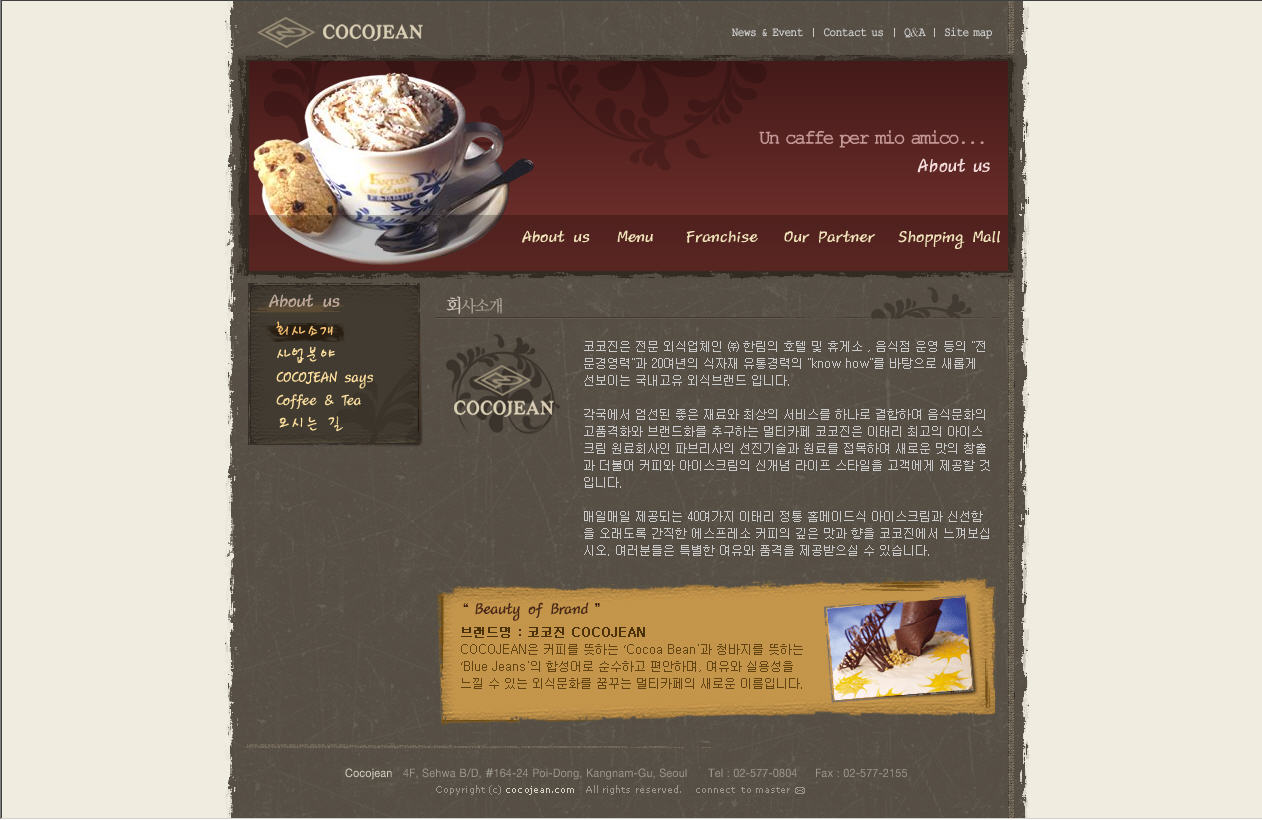 COCOJEAN
News & Event | Contact us | Q&A | Site map
Un caffe per mio amico...
About us
FANTASY
IN CAFFE
FABBRI
About us Menu Franchise Our Partner Shopping Mall
About us
회사소개
사업분야
COCOJEAN says
Coffee & Tea
오시는 길
회사소개
COCOJEAN
코코진은 전문 외식업체인 ㈜ 한림의 호텔 및 휴게소 , 음식점 운영 등의 "전
문경영력"과 20여년의 식자재 유통경력의 "know how"를 바탕으로 새롭게
선보이는 국내고유 외식브랜드 입니다.
각국에서 엄선된 좋은 재료와 최상의 서비스를 하나로 결합하여 음식문화의
고품격화와 브랜드화를 추구하는 멀티카페 코코진은 이태리 최고의 아이스
크림 원료회사인 파브리사의 선진기술과 원료를 접목하여 새로운 맛의 창출
과 더불어 커피와 아이스크림의 신개념 라이프 스타일을 고객에게 제공할 것
입니다.
매일매일 제공되는 40여가지 이태리 정통 홈메이드식 아이스크림과 신선함
을 오래도록 간직한 에스프레소 커피의 깊은 맛과 향을 코코진에서 느껴보십
시오. 여러분들은 특별한 여유와 품격을 제공받으실 수 있습니다.
“ Beauty of Brand ”
브랜드명 : 코코진 COCOJEAN
COCOJEAN은 커피를 뜻하는 ‘Cocoa Bean’과 청바지를 뜻하는
‘Blue Jeans’의 합성어로 순수하고 편안하며, 여유와 실용성을
느낄 수 있는 외식문화를 꿈꾸는 멀티카페의 새로운 이름입니다.
Cocojean 4F, Sehwa B/D, #164-24 Poi-Dong, Kangnam-Gu, Seoul Tel : 02-577-0804 Fax : 02-577-2155
Copyright (c) cocojean.com All rights reserved. connect to master